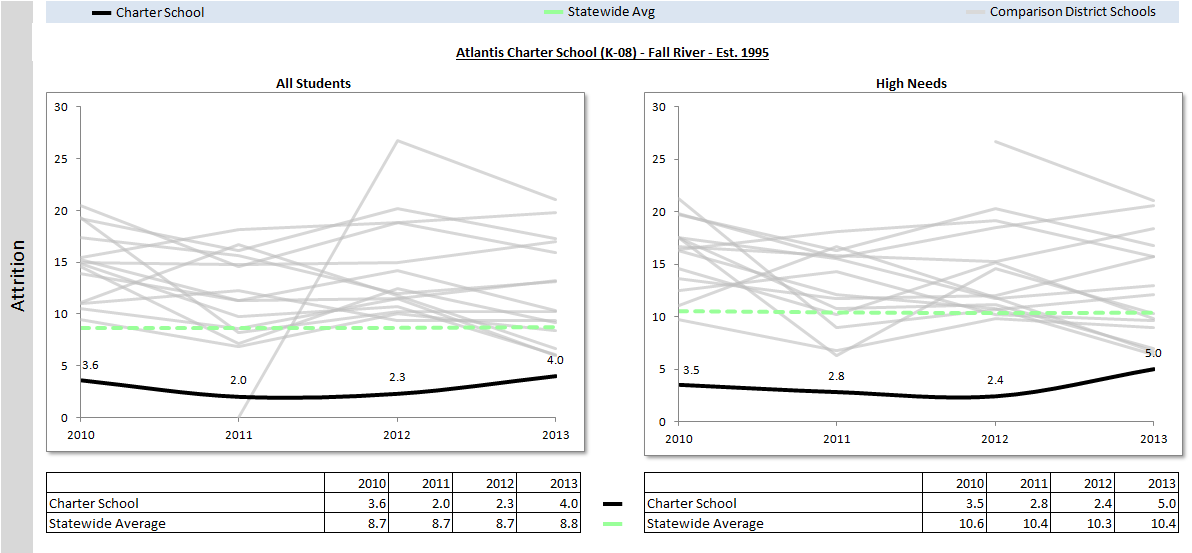 Charter School Statewide Avg Comparison District Schools
Atlantis Charter School (K-08) - Fall River - Est. 1995
Attrition
All Students
30
25
20
15
10
5
0
3.6 2.0 2.3 4.0
2010 2011 2012 2013
High Needs
30
25
20
15
10
5
0
3.5 2.8 2.4 5.0
2010 2011 2012 2013
2010 2011 2012 2013
Charter School 3.6 2.0 2.3 4.0
Statewide Average 8.7 8.7 8.7 8.8
2010 2011 2012 2013
Charter School 3.5 2.8 2.4 5.0
Statewide Average 10.6 10.4 10.3 10.4